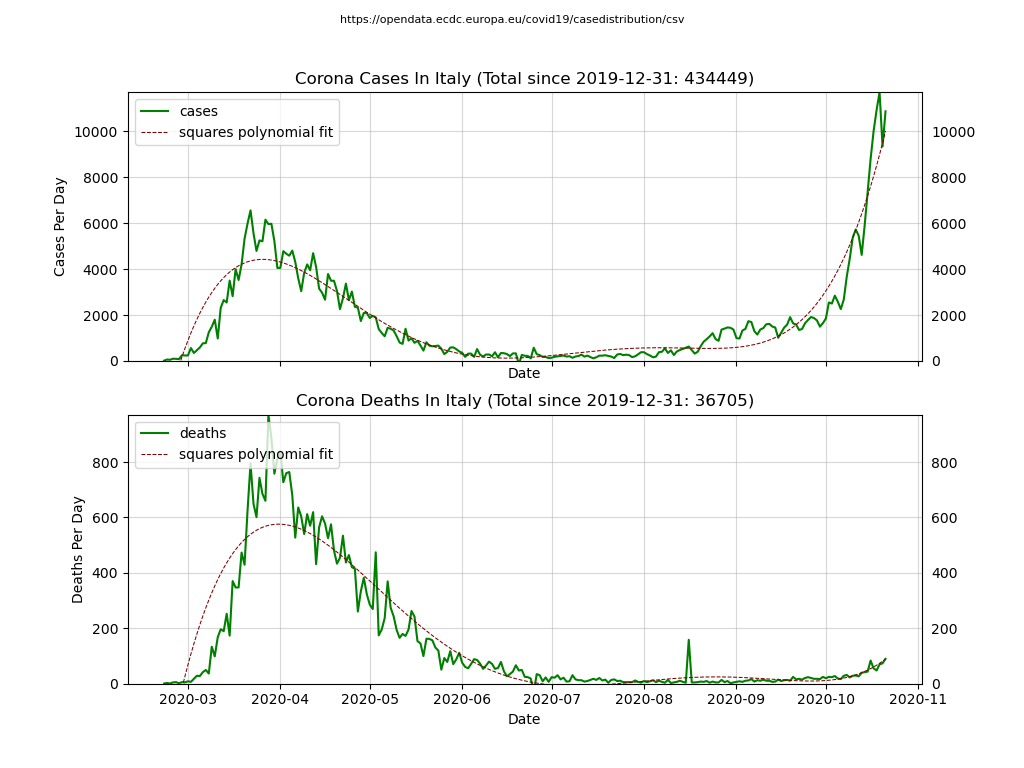 https://opendata.ecdc.europa.eu/covid19/casedistribution/csv
Corona Cases In Italy (Total since 2019-12-31: 434449)
cases
squares polynomial fit
Cases Per Day
10000
8000
6000
4000
2000
0
10000
8000
6000
4000
2000
0
Date
Corona Deaths In Italy (Total since 2019-12-31: 36705)
deaths
squares polynomial fit
Deaths Per Day
800
600
400
200
0
800
600
400
200
0
2020-03 2020-04 2020-05 2020-06 2020-07 2020-08 2020-09 2020-10 2020-11
Date